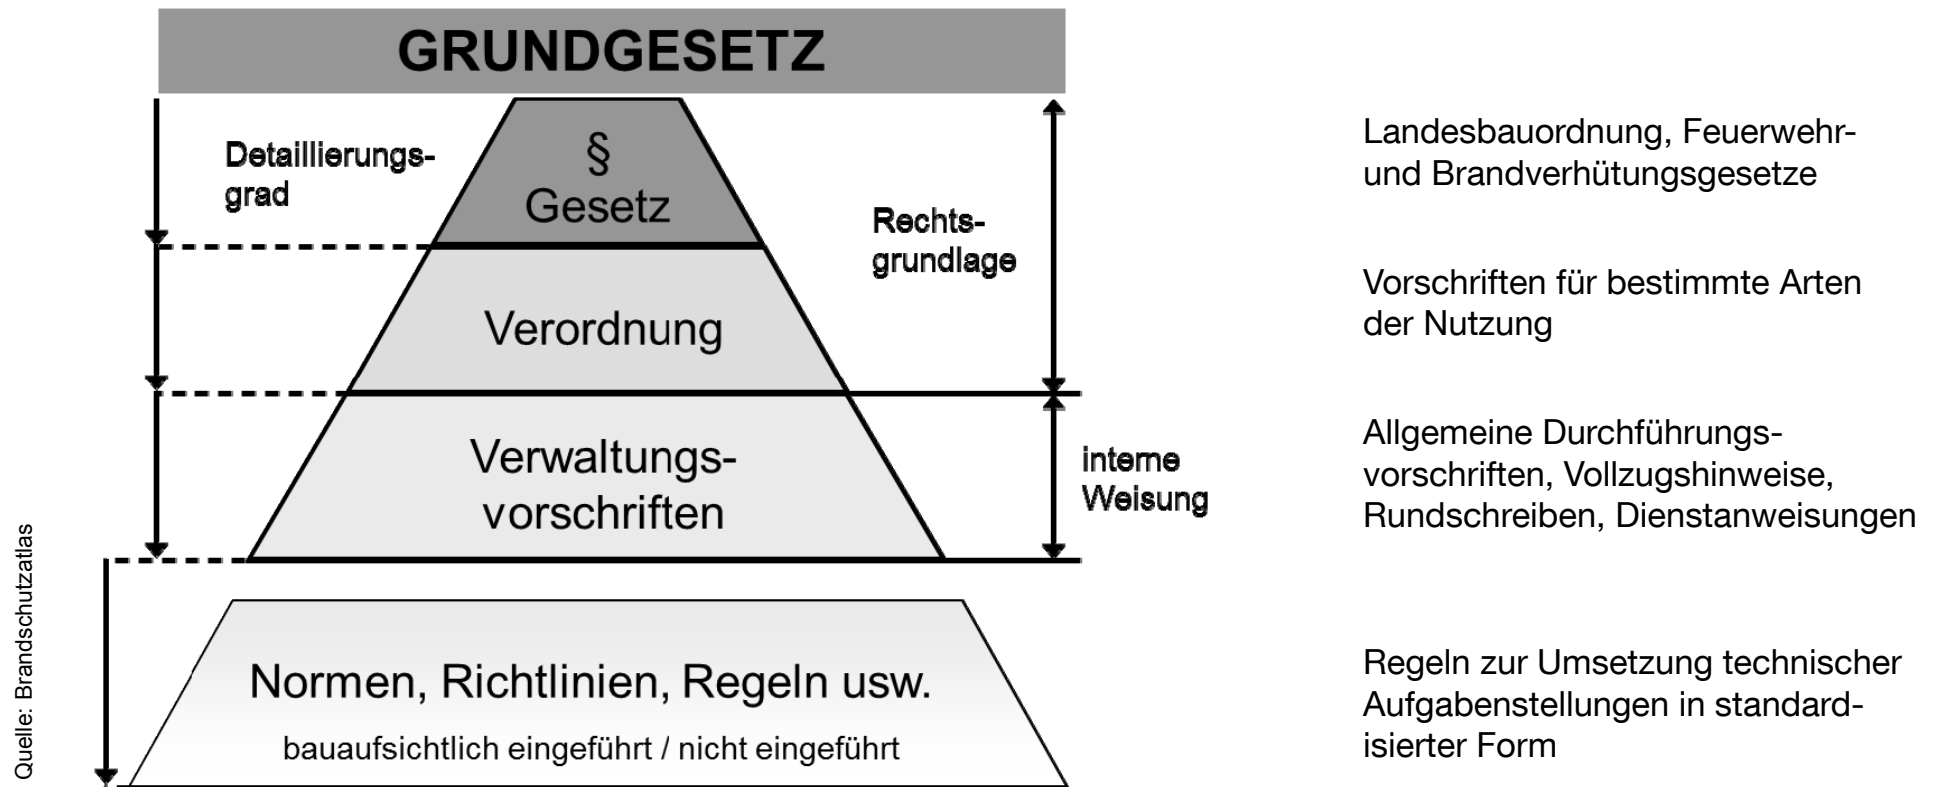 GRUNDGESETZ
Detaillierungs-
grad
§
Gesetz
Rechts-
grundlage
Landesbauordnung, Feuerwehr-
und Brandverhütungsgesetze
Verordnung
Vorschriften für bestimmte Arten
der Nutzung
Verwaltungs-
vorschriften
interne
Weisung
Allgemeine Durchführungs-
vorschriften, Vollzugshinweise,
Rundschreiben, Dienstanweisungen
Normen, Richtlinien, Regeln usw.
bauaufsichtlich eingeführt / nicht eingeführt
Regeln zur Umsetzung technischer
Aufgabenstellungen in standard-
isierter Form
Quelle: Brandschutzatlas